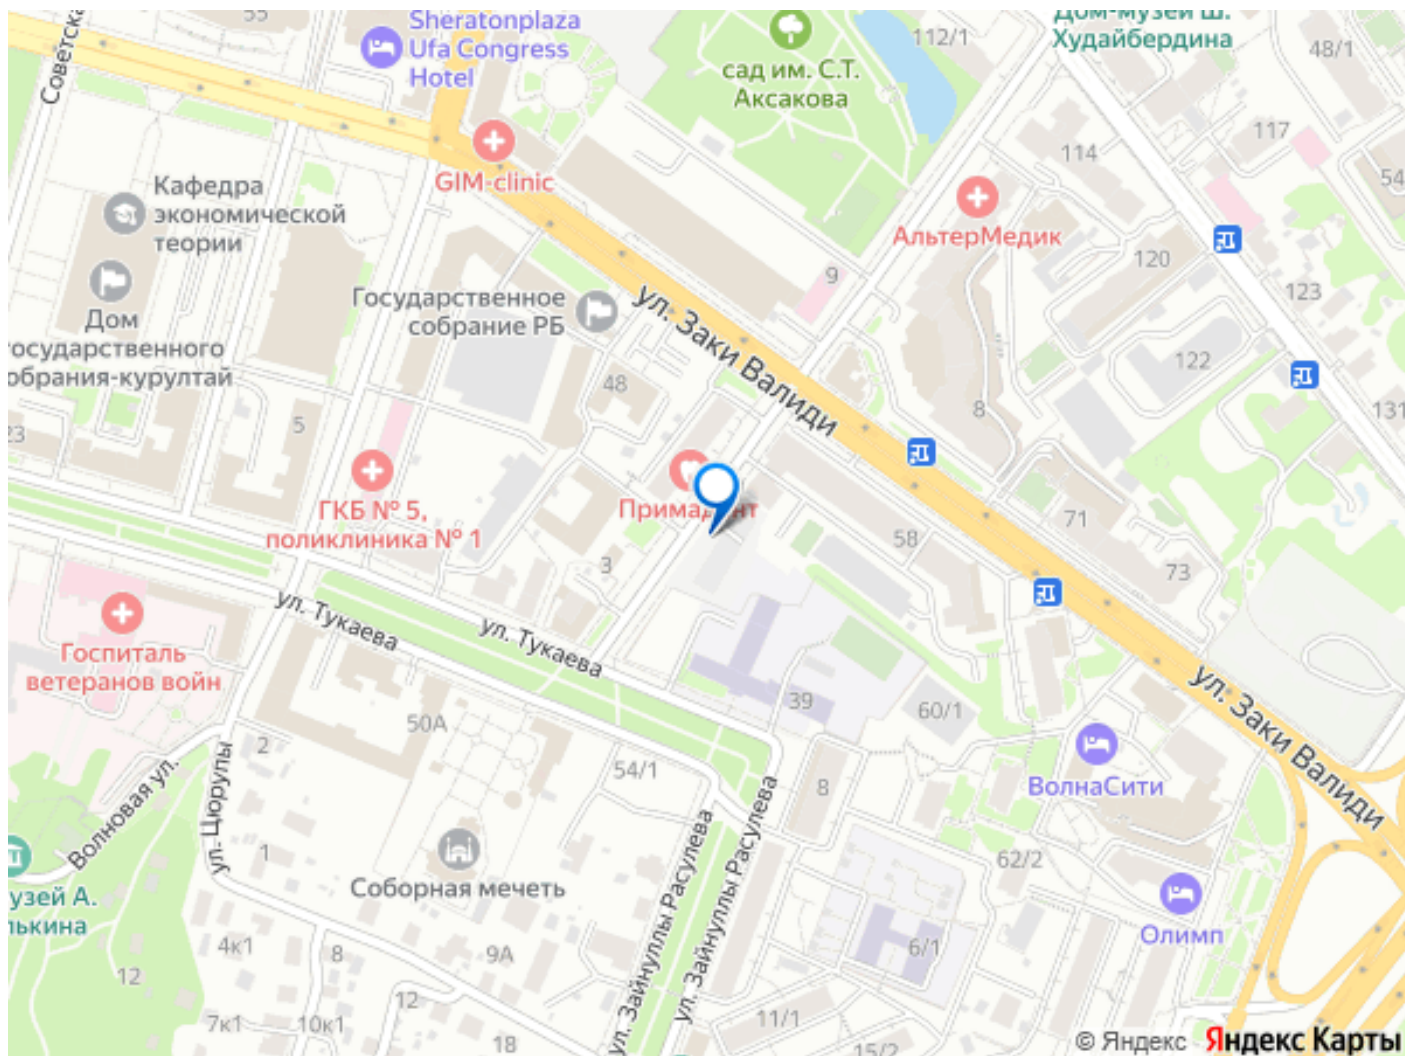 55
Sheratonplaza
Ufa Congress
Hotel
112/1
Дом-музей Ш.
Худайбердина
48/1
Советска
сад им. С.Т.
Аксакова
117
114
54
GIM-clinic
Кафедра
экономической
теории
АльтерМедик
120
9
123
Государственное
собрание РБ
ул. Заки Валиди
Дом
государственного
обрания-курултай
122
48
8
131
5
23
Примадент
ГКБ № 5,
поликлиника № 1
58
71
3
73
ул. Тукаева
ул. Тукаева
Госпиталь
ветеранов войн
39
60/1
ул. Заки Валиди
50А
2
54/1
8
ВолнаСити
Волновая ул.
ул. Цюрупы
1
Соборная мечеть
62/2
узей А.
лькина
ул. Зайнуллы Расулева
ул. Зайнуллы Расулева
Олимп
4к1
8
9А
6/1
12
12
7к1
10к1
18
11/1
15/2
© Яндекс Яндекс Карты